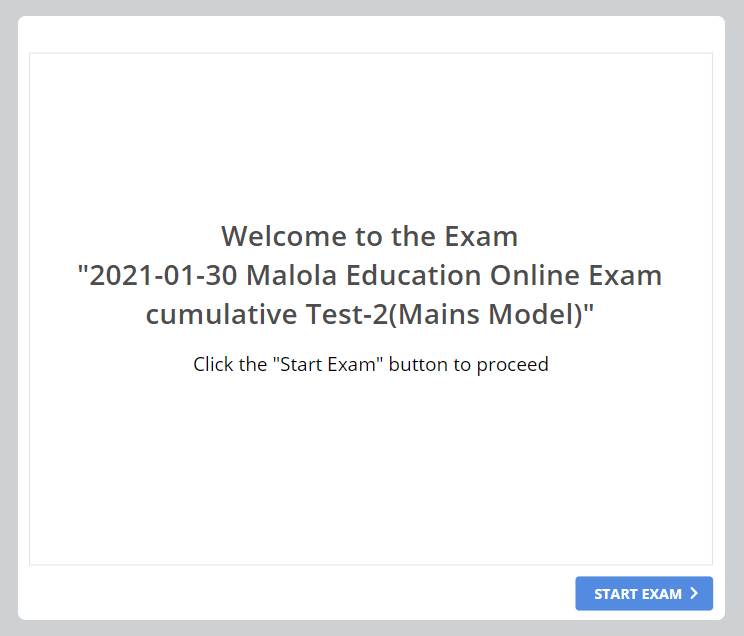 Welcome to the Exam
"2021-01-30 Malola Education Online Exam
cumulative Test-2(Mains Model)"
Click the "Start Exam" button to proceed
START EXAM